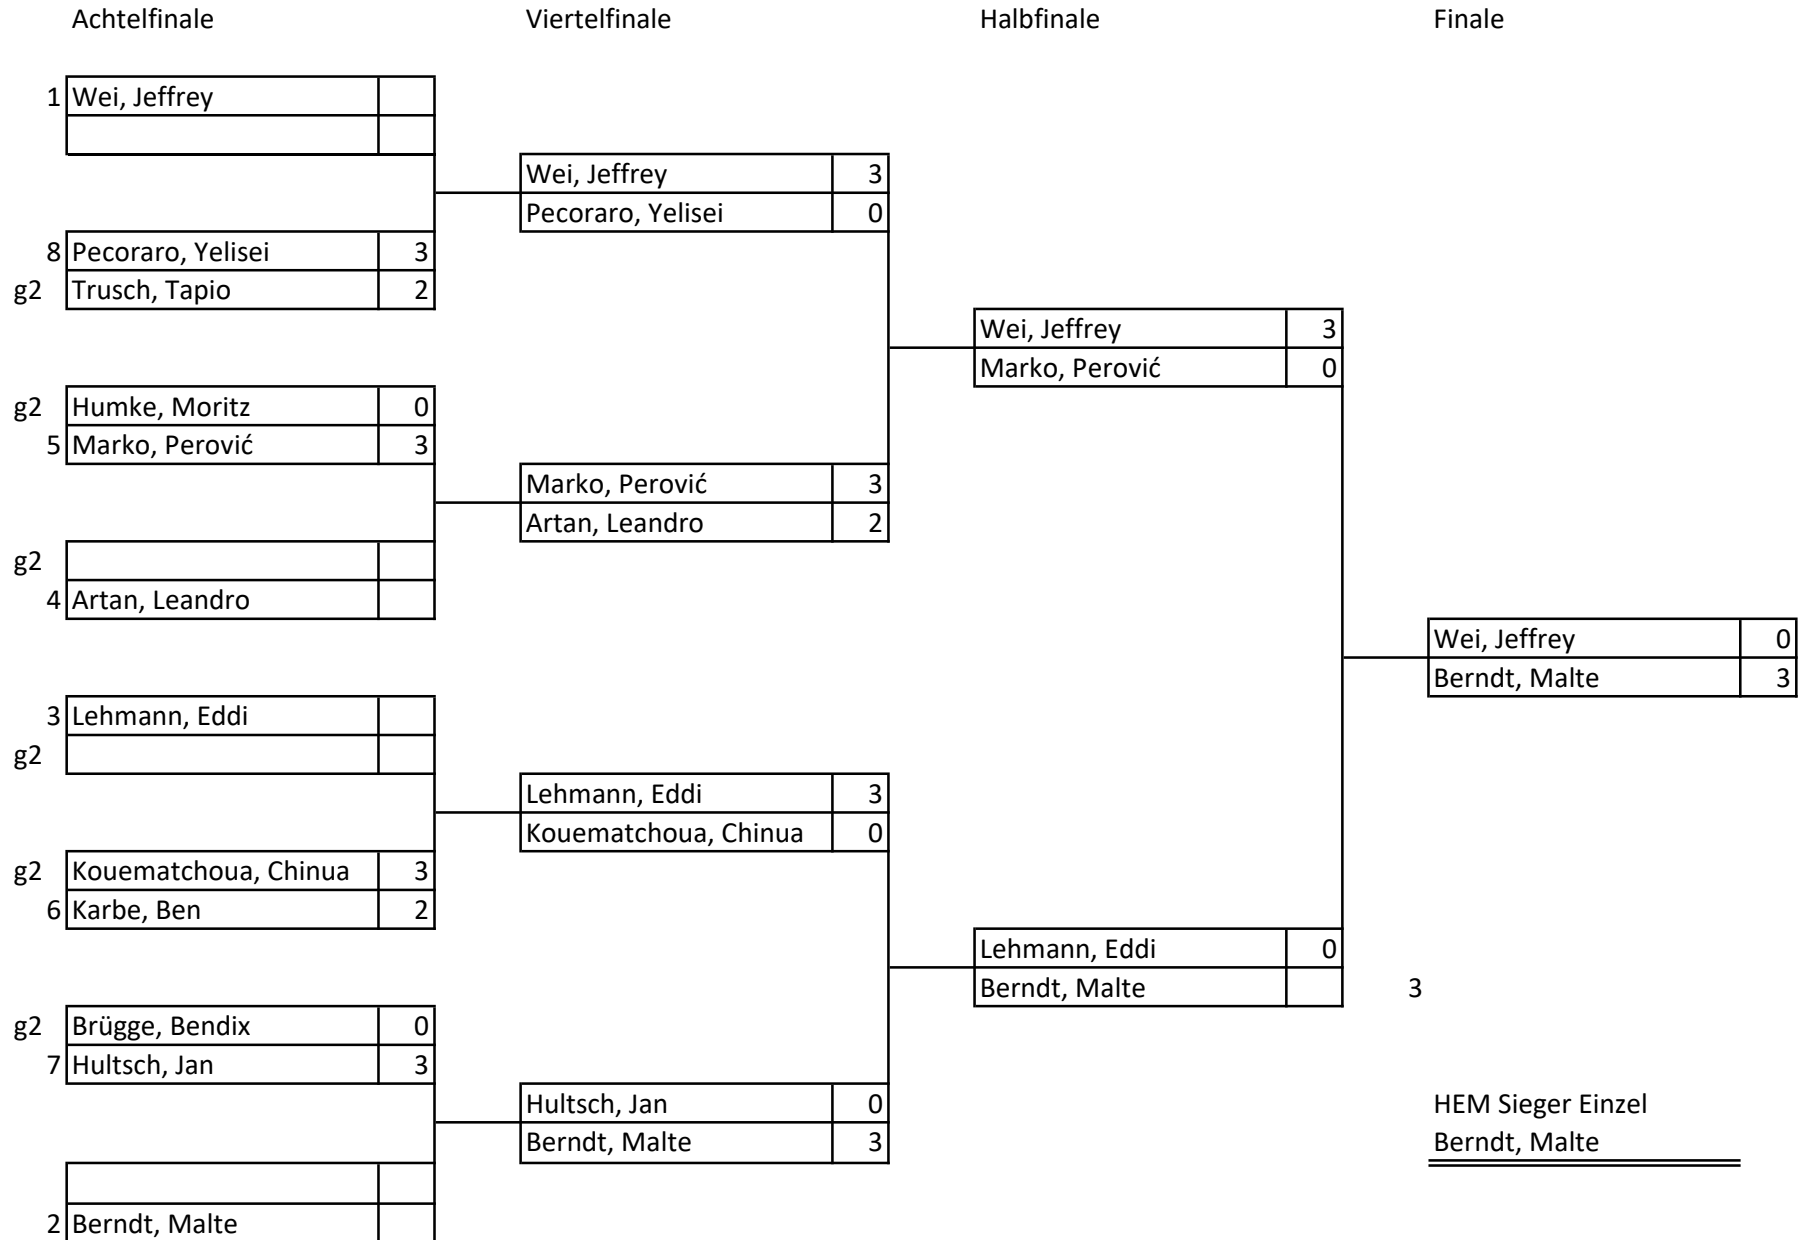 Achtelfinale Viertelfinale Halbfinale Finale
1 Wei, Jeffrey
Wei, Jeffrey 3
Pecoraro, Yelisei 0
8 Pecoraro, Yelisei 3
g2 Trusch, Tapio 2
Wei, Jeffrey 3
Marko, Perović 0
g2 Humke, Moritz 0
5 Marko, Perović 3
Marko, Perović 3
Artan, Leandro 2
g2
4 Artan, Leandro
Wei, Jeffrey 0
Berndt, Malte 3
3 Lehmann, Eddi
g2
Lehmann, Eddi 3
Kouematchoua, Chinua 0
g2 Kouematchoua, Chinua 3
6 Karbe, Ben 2
Lehmann, Eddi 0
Berndt, Malte 3
g2 Brügge, Bendix 0
7 Hultsch, Jan 3
Hultsch, Jan 0
Berndt, Malte 3
HEM Sieger Einzel
Berndt, Malte
2 Berndt, Malte